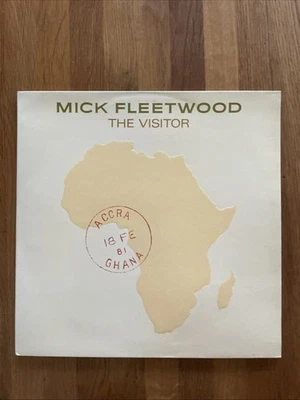 MICK FLEETWOOD
THE VISITOR
ACCRA
18 FE
81
GHANA